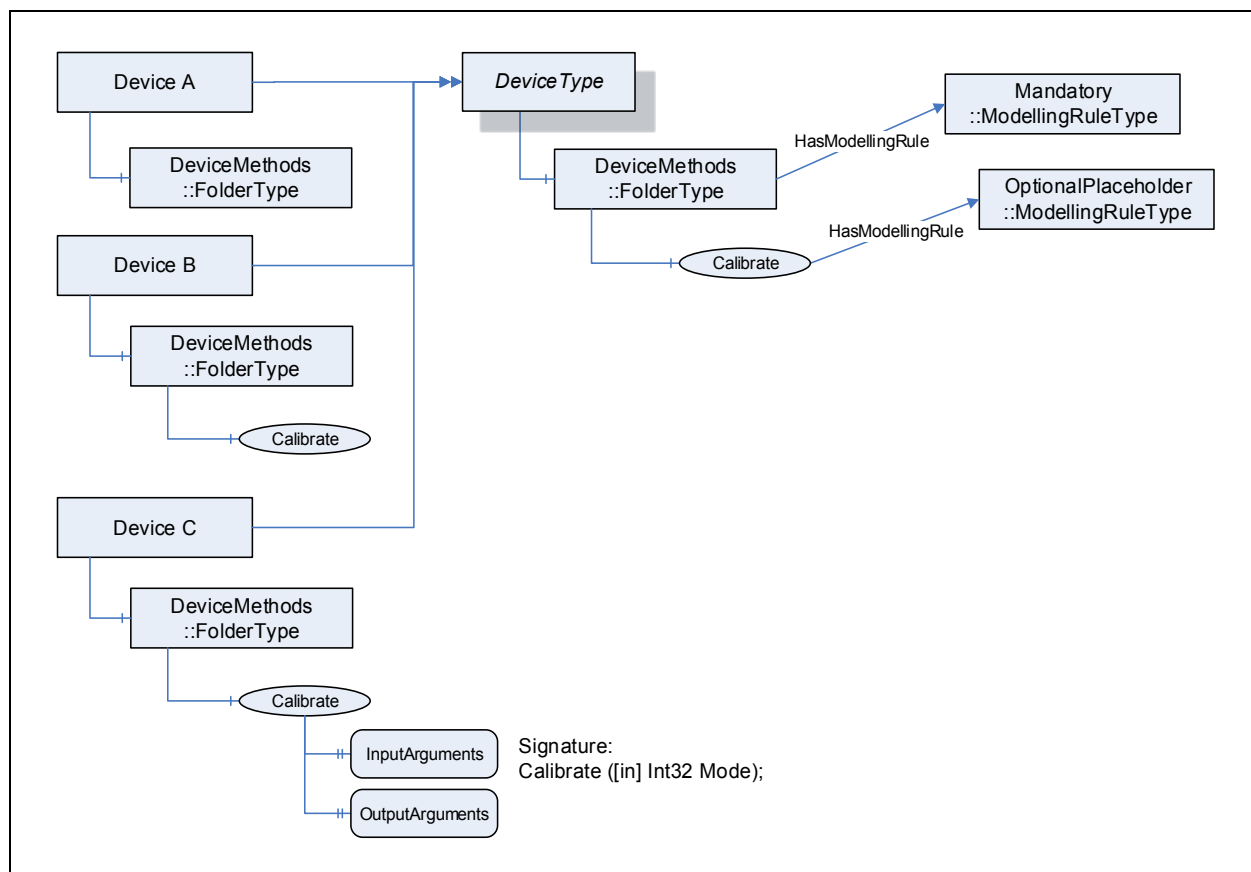 Device A
DeviceMethods
::FolderType
Device B
DeviceMethods
::FolderType
Calibrate
Device C
DeviceMethods
::FolderType
Calibrate
InputArguments
OutputArguments
Signature:
Calibrate ([in] Int32 Mode);
DeviceType
DeviceMethods
::FolderType
Calibrate
HasModellingRule
Mandatory
::ModellingRuleType
HasModellingRule
OptionalPlaceholder
::ModellingRuleType